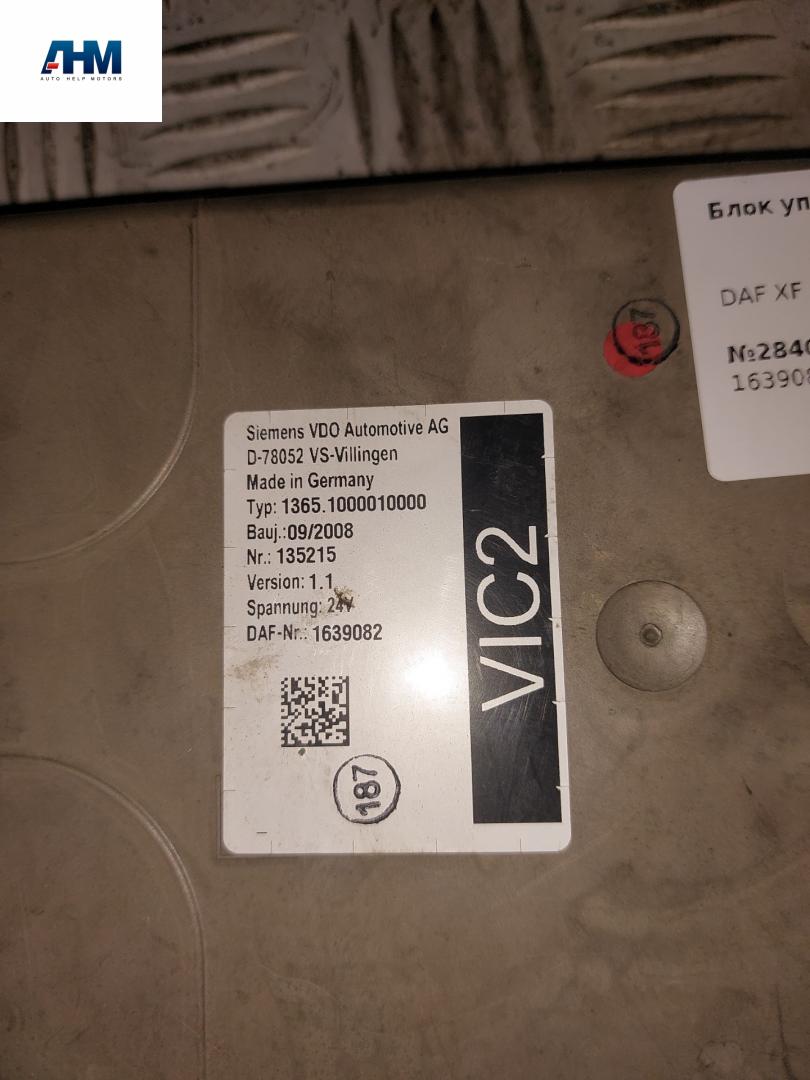 AHM
AUTO HELP MOTORS
Блок уп
DAF XF
№284
163908
187
Siemens VDO Automotive AG
D-78052 VS-Villingen
Made in Germany
Typ: 1365.1000010000
Bauj.:09/2008
Nr.: 135215
Version: 1.1
Spannung: 24V
DAF-Nr.: 1639082
VIC2
187